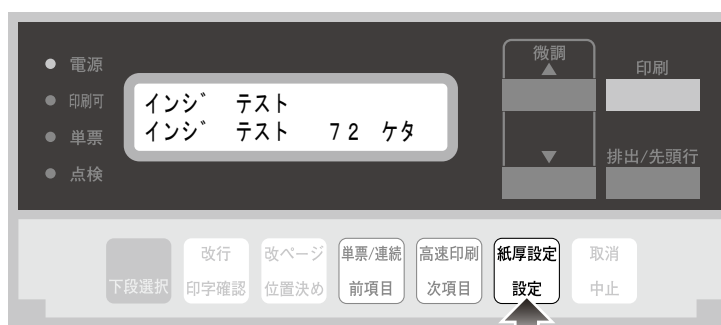 電源
印刷可
単票
点検
インジ゛ テスト
インジ゛ テスト 72 ケタ
微調
▲
▼
印刷
排出/先頭行
下段選択
改行
印字確認
改ページ
位置決め
単票/連続
前項目
高速印刷
次項目
紙厚設定
設定
取消
中止